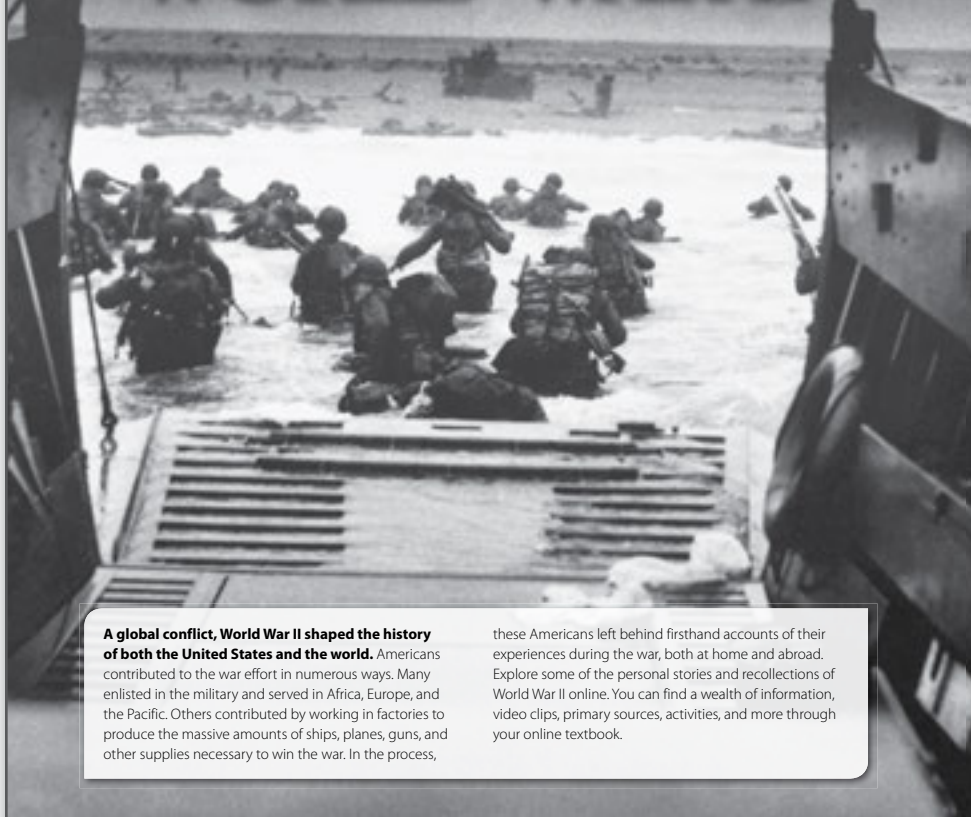 A global conflict, World War II shaped the history
of both the United States and the world. Americans
contributed to the war effort in numerous ways. Many
enlisted in the military and served in Africa, Europe, and
the Pacific. Others contributed by working in factories to
produce the massive amounts of ships, planes, guns, and
other supplies necessary to win the war. In the process,
these Americans left behind firsthand accounts of their
experiences during the war, both at home and abroad.
Explore some of the personal stories and recollections of
World War II online. You can find a wealth of information,
video clips, primary sources, activities, and more through
your online textbook.